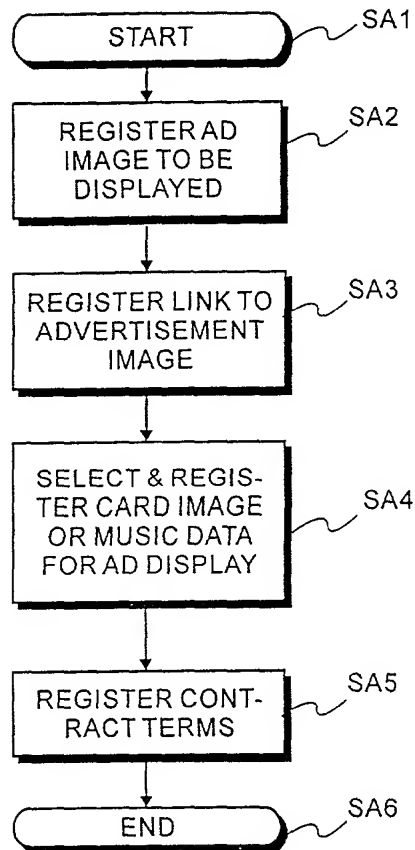 START
SA1
REGISTER AD
IMAGE TO BE
DISPLAYED
SA2
REGISTER LINK TO
ADVERTISEMENT
IMAGE
SA3
SELECT & REGIS-
TER CARD IMAGE
OR MUSIC DATA
FOR AD DISPLAY
SA4
REGISTER CONT-
RACT TERMS
SA5
END
SA6